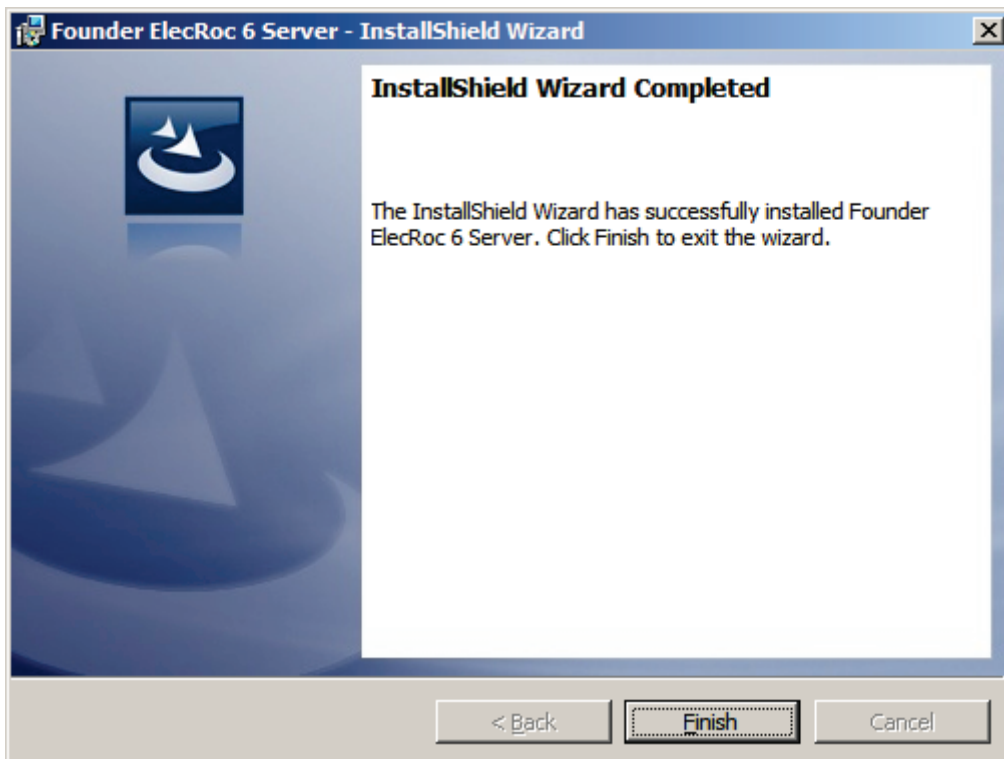 Founder ElecRoc 6 Server - InstallShield Wizard
InstallShield Wizard Completed
The InstallShield Wizard has successfully installed Founder
ElecRoc 6 Server. Click Finish to exit the wizard.
< Back
Finish
Cancel